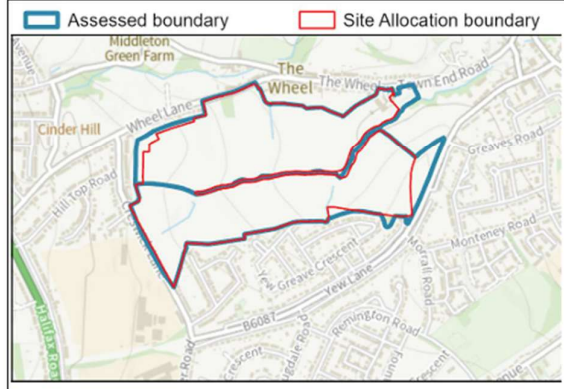 Assessed boundary
Site Allocation boundary
Middleton
Green Farm
The
Wheel
The Wheel
Town End Road
Wheel Lane
Cinder Hill
Hill Top Road
Greaves Road
Monteney Road
Morrall Road
Yew Greave Crescent
Yew Lane
B6087
Remington Road
Halifax Road
Crescent
Crescent